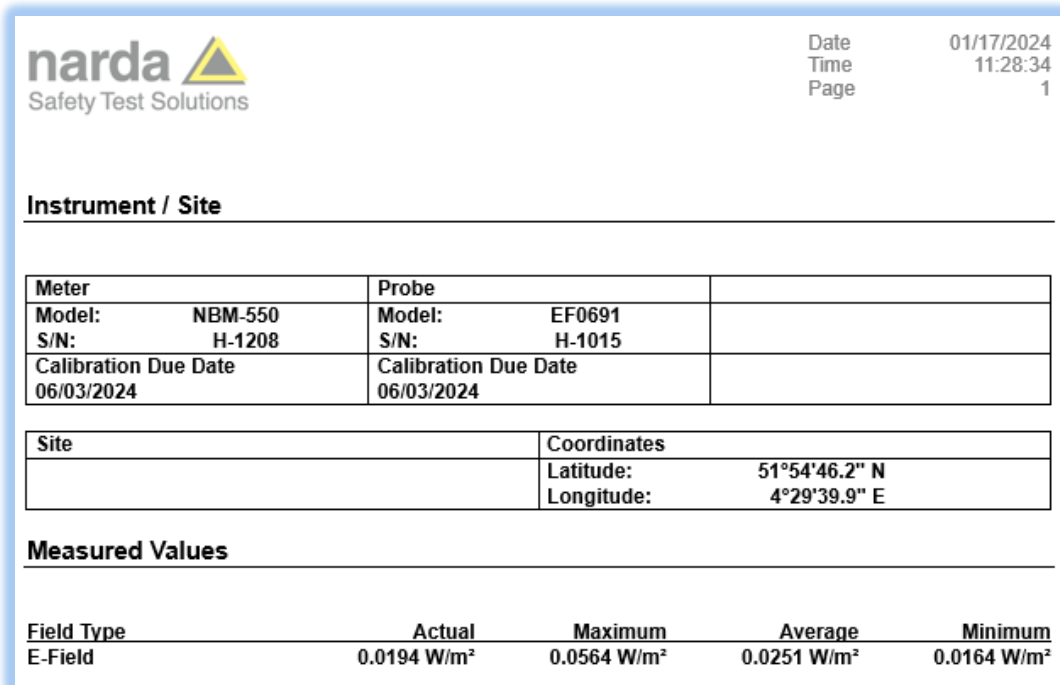 narda
Safety Test Solutions
Date 01/17/2024
Time 11:28:34
Page 1
Instrument / Site
Meter Probe
Model: NBM-550 Model: EF0691
S/N: H-1208 S/N: H-1015
Calibration Due Date Calibration Due Date
06/03/2024 06/03/2024
Site Coordinates
Latitude: 51°54'46.2" N
Longitude: 4°29'39.9" E
Measured Values
Field Type Actual Maximum Average Minimum
E-Field 0.0194 W/m² 0.0564 W/m² 0.0251 W/m² 0.0164 W/m²